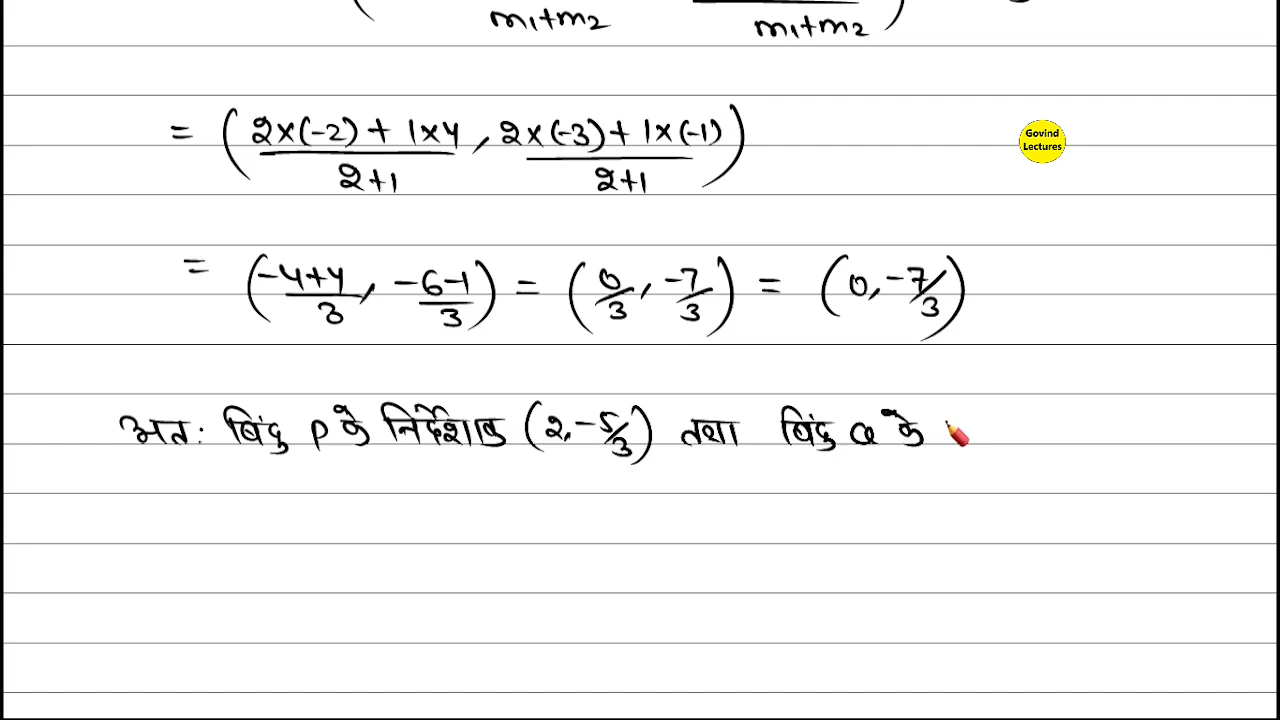 m₁+m₂ m₁+m₂
= (2×(-2)+1×4/2+1, 2×(-3)+1×(-1)/2+1)
Govind
Lectures
= (-4+4/3, -6-1/3) = (0/3, -7/3) = (0, -7/3)
अतः बिंदु P के निर्देशांक (2, -5/3) तथा बिंदु Q के